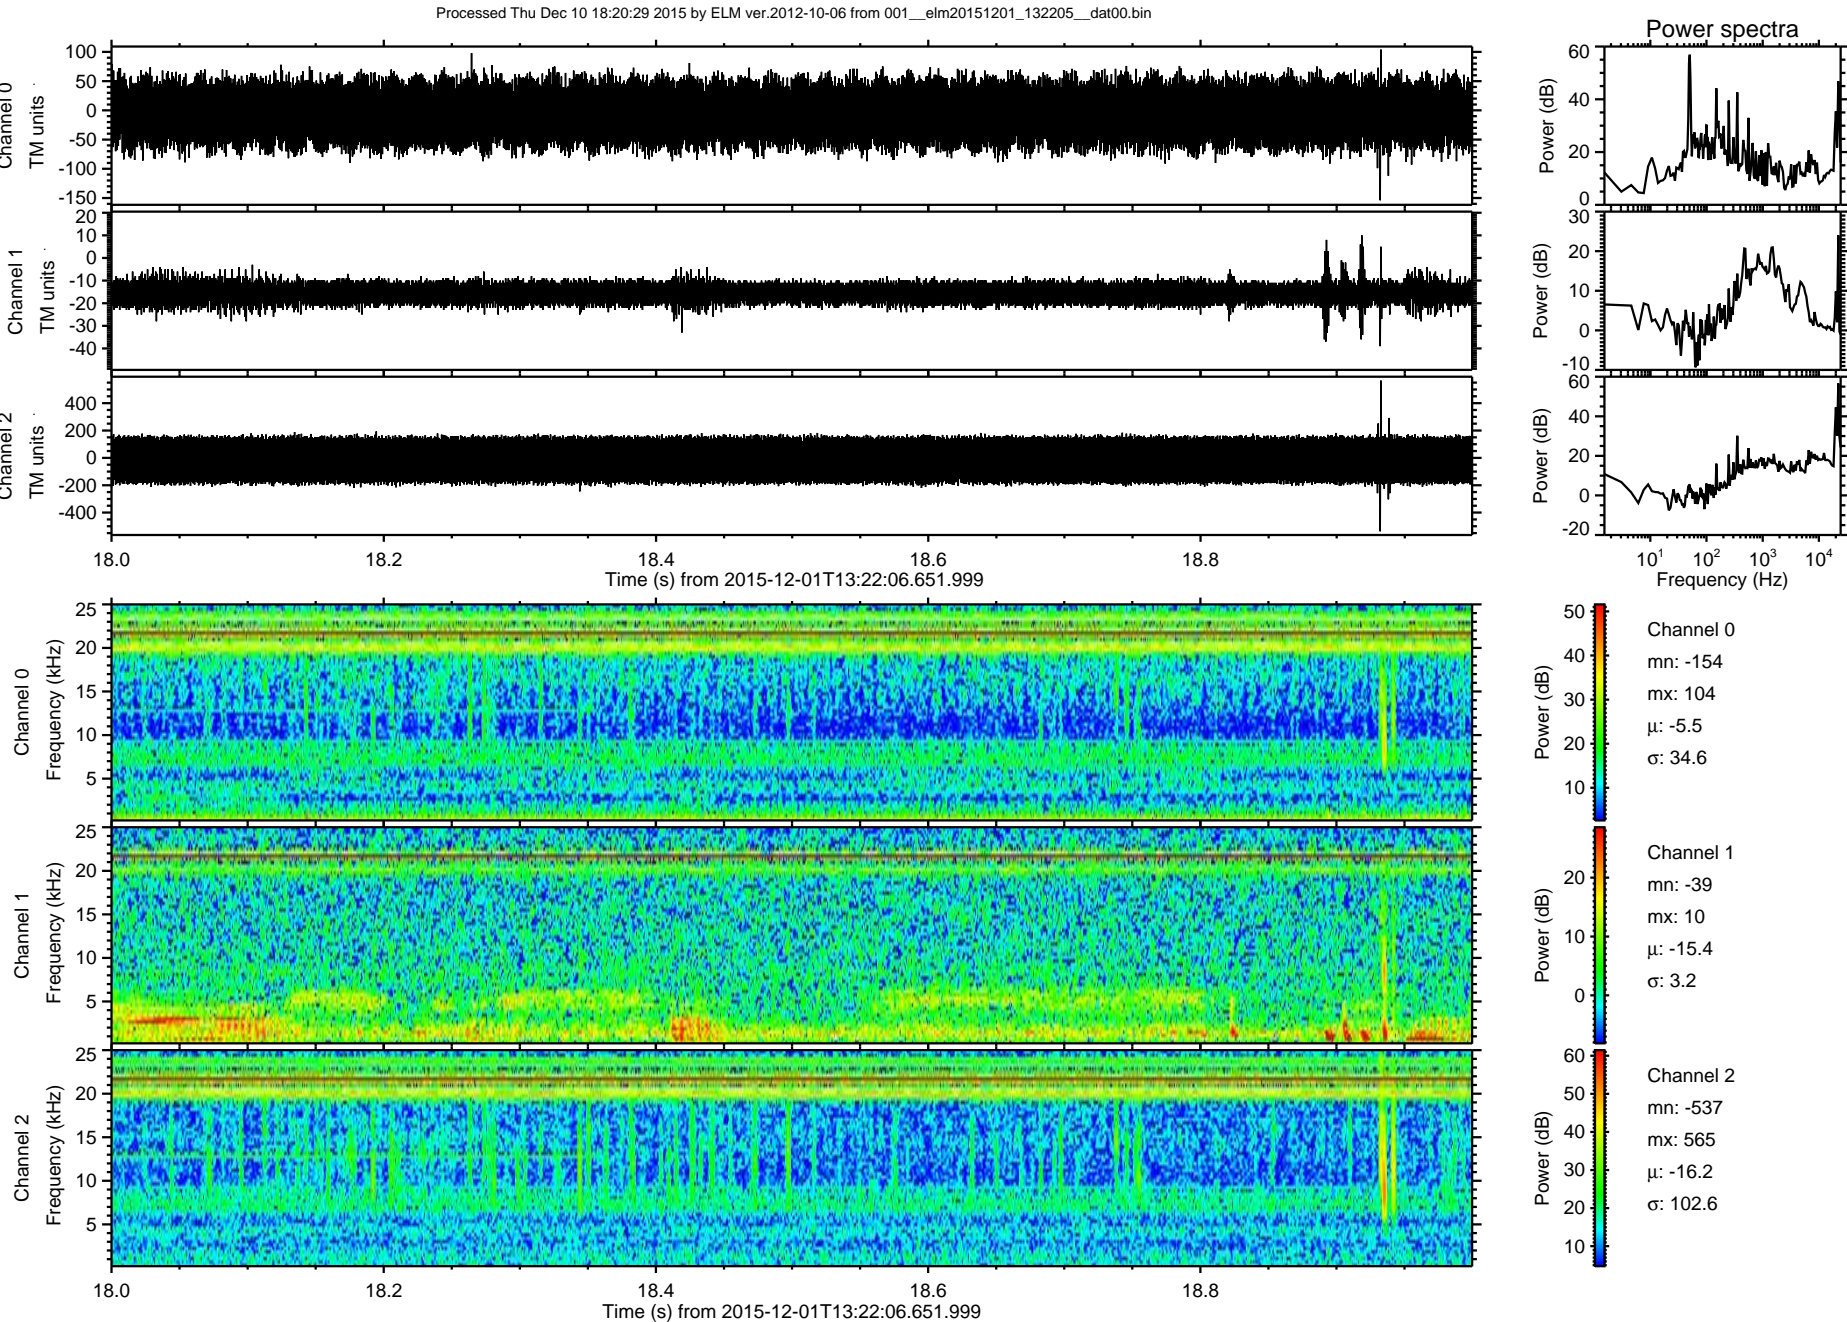 Processed Thu Dec 10 18:20:29 2015 by ELM ver.2012-10-06 from 001__elm20151201_132205__dat00.bin
Power spectra
Channel 0
TM units
100
50
0
-50
-100
-150
Power (dB)
60
40
20
0
Channel 1
TM units
20
10
0
-10
-20
-30
-40
Power (dB)
30
20
10
0
-10
Channel 2
TM units
400
200
0
-200
-400
Power (dB)
60
40
20
0
-20
18.0 18.2 18.4 18.6 18.8
Time (s) from 2015-12-01T13:22:06.651.999
10^1 10^2 10^3 10^4
Frequency (Hz)
Channel 0
Frequency (kHz)
25
20
15
10
5
Power (dB)
50
40
30
20
10
Channel 0
mn: -154
mx: 104
μ: -5.5
σ: 34.6
Channel 1
Frequency (kHz)
25
20
15
10
5
Power (dB)
20
10
0
Channel 1
mn: -39
mx: 10
μ: -15.4
σ: 3.2
Channel 2
Frequency (kHz)
25
20
15
10
5
Power (dB)
60
50
40
30
20
10
Channel 2
mn: -537
mx: 565
μ: -16.2
σ: 102.6
18.0 18.2 18.4 18.6 18.8
Time (s) from 2015-12-01T13:22:06.651.999